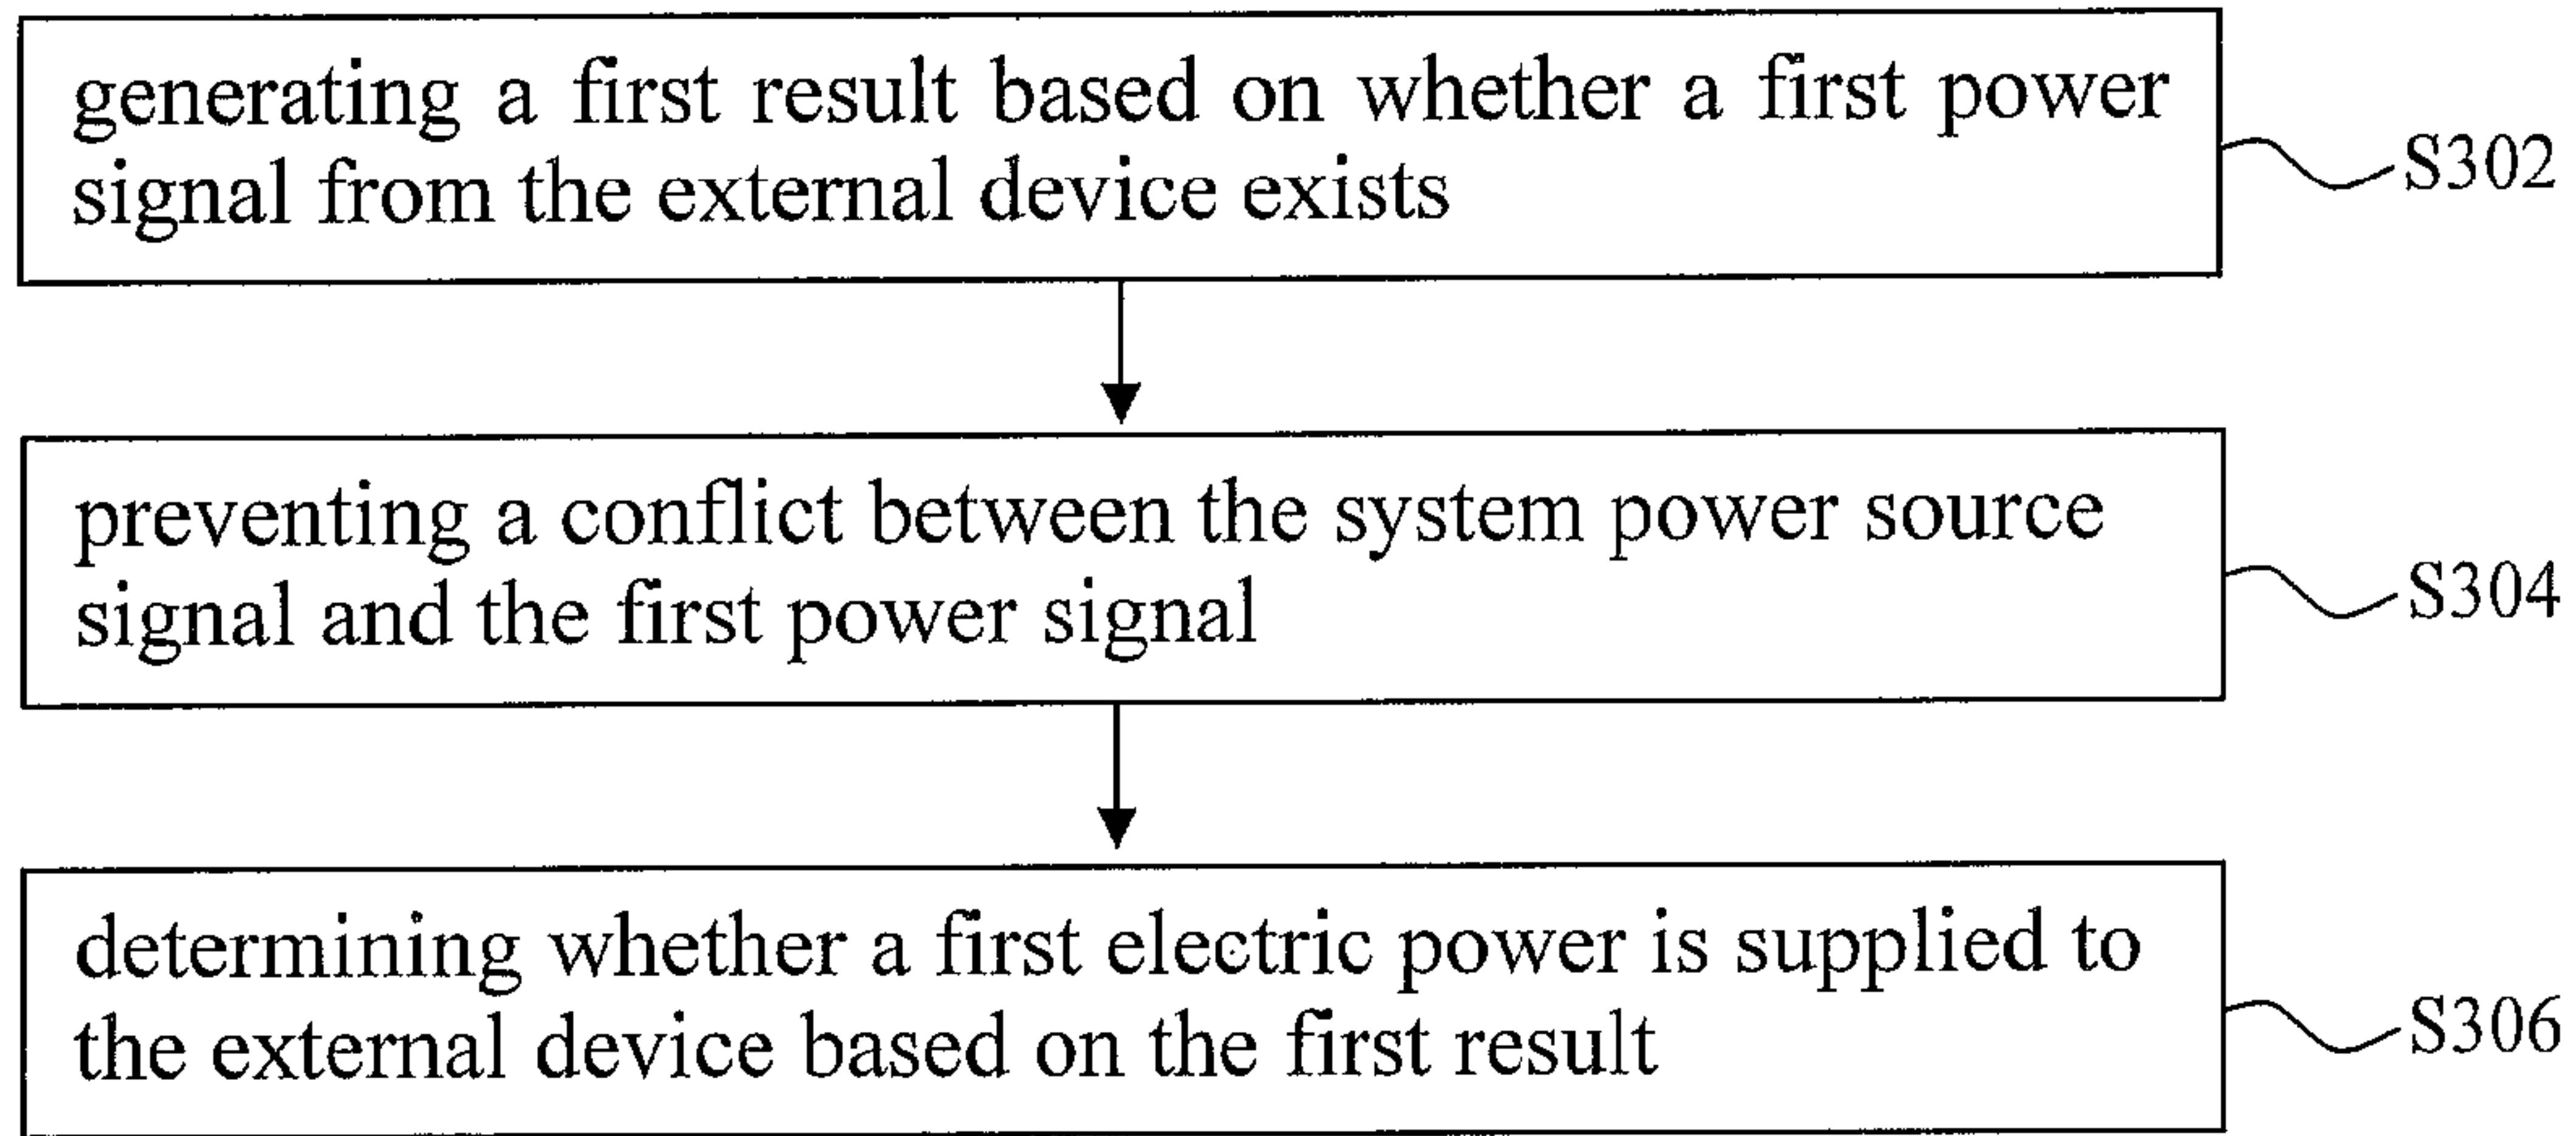 generating a first result based on whether a first power
signal from the external device exists
S302
preventing a conflict between the system power source
signal and the first power signal
S304
determining whether a first electric power is supplied to
the external device based on the first result
S306